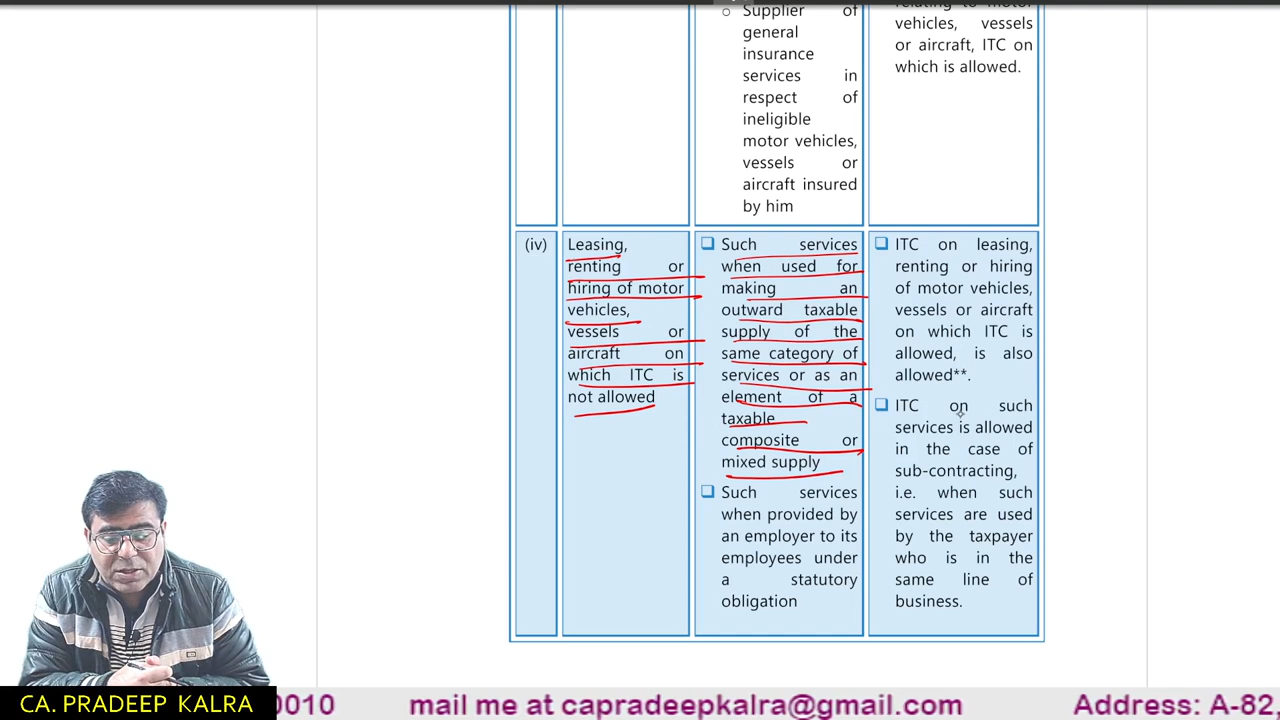 Supplier of
general
insurance
services in
respect of
ineligible
motor vehicles,
vessels or
aircraft insured
by him
vehicles, vessels
or aircraft, ITC on
which is allowed.
(iv)
Leasing,
renting or
hiring of motor
vehicles,
vessels or
aircraft on
which ITC is
not allowed
Such services
when used for
making an
outward taxable
supply of the
same category of
services or as an
element of a
taxable
composite or
mixed supply
Such services
when provided by
an employer to its
employees under
a statutory
obligation
ITC on leasing,
renting or hiring
of motor vehicles,
vessels or aircraft
on which ITC is
allowed, is also
allowed**.
ITC on such
services is allowed
in the case of
sub-contracting,
i.e. when such
services are used
by the taxpayer
who is in the
same line of
business.
CA. PRADEEP KALRA
0010 mail me at capradeepkalra@gmail.com Address: A-82,